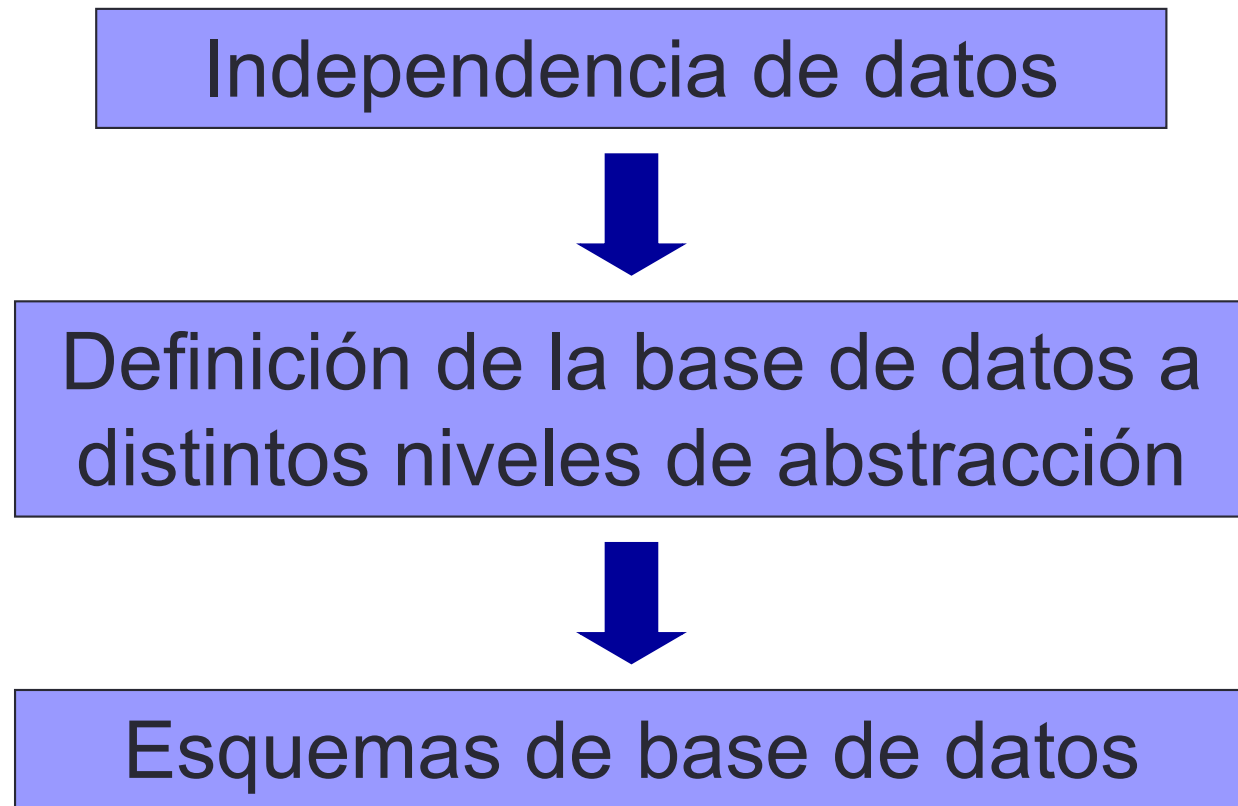 Independencia de datos
Definición de la base de datos a
distintos niveles de abstracción
Esquemas de base de datos